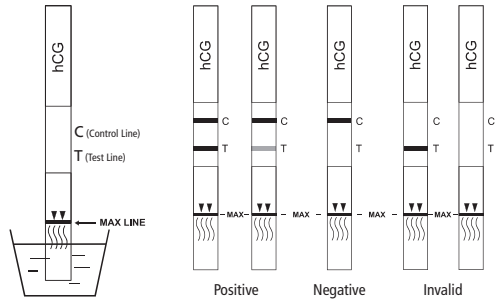 hCG
C (Control Line)
T (Test Line)
MAX LINE
hCG hCG hCG hCG hCG
C C C C C
T T T T T
MAX MAX MAX MAX
Positive Negative Invalid